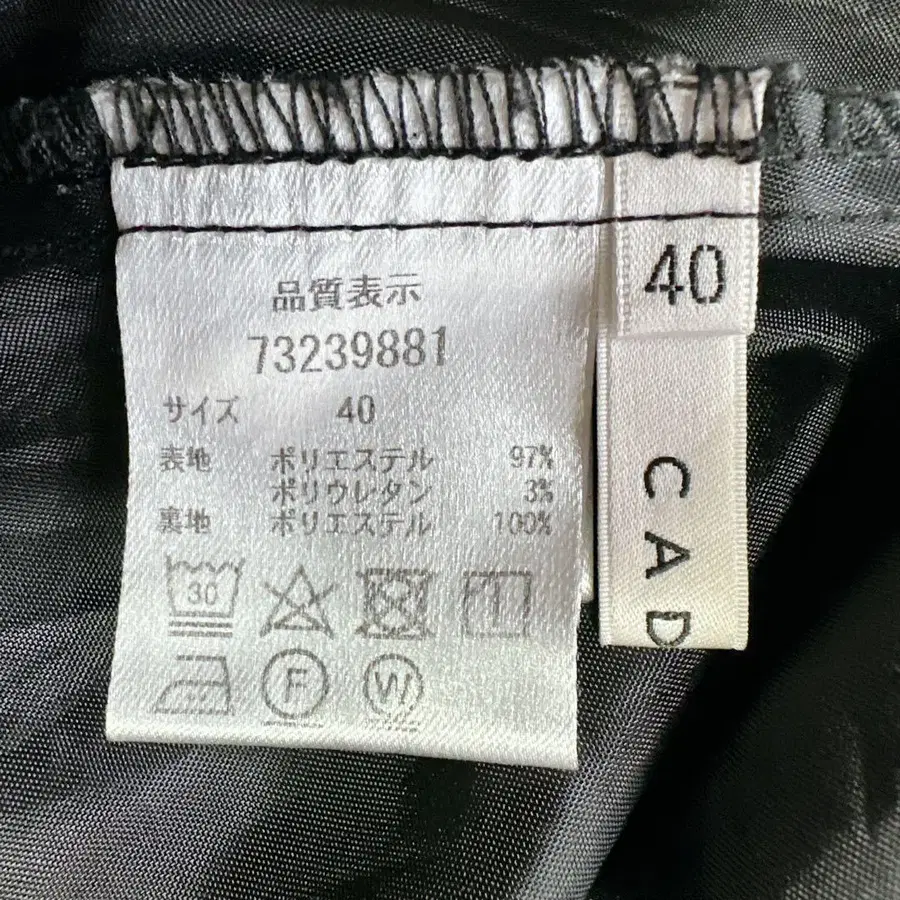 品質表示
73239881
サイズ 40
表地 ポリエステル 97%
ポリウレタン 3%
裏地 ポリエステル 100%
30
F
W
40
CAD